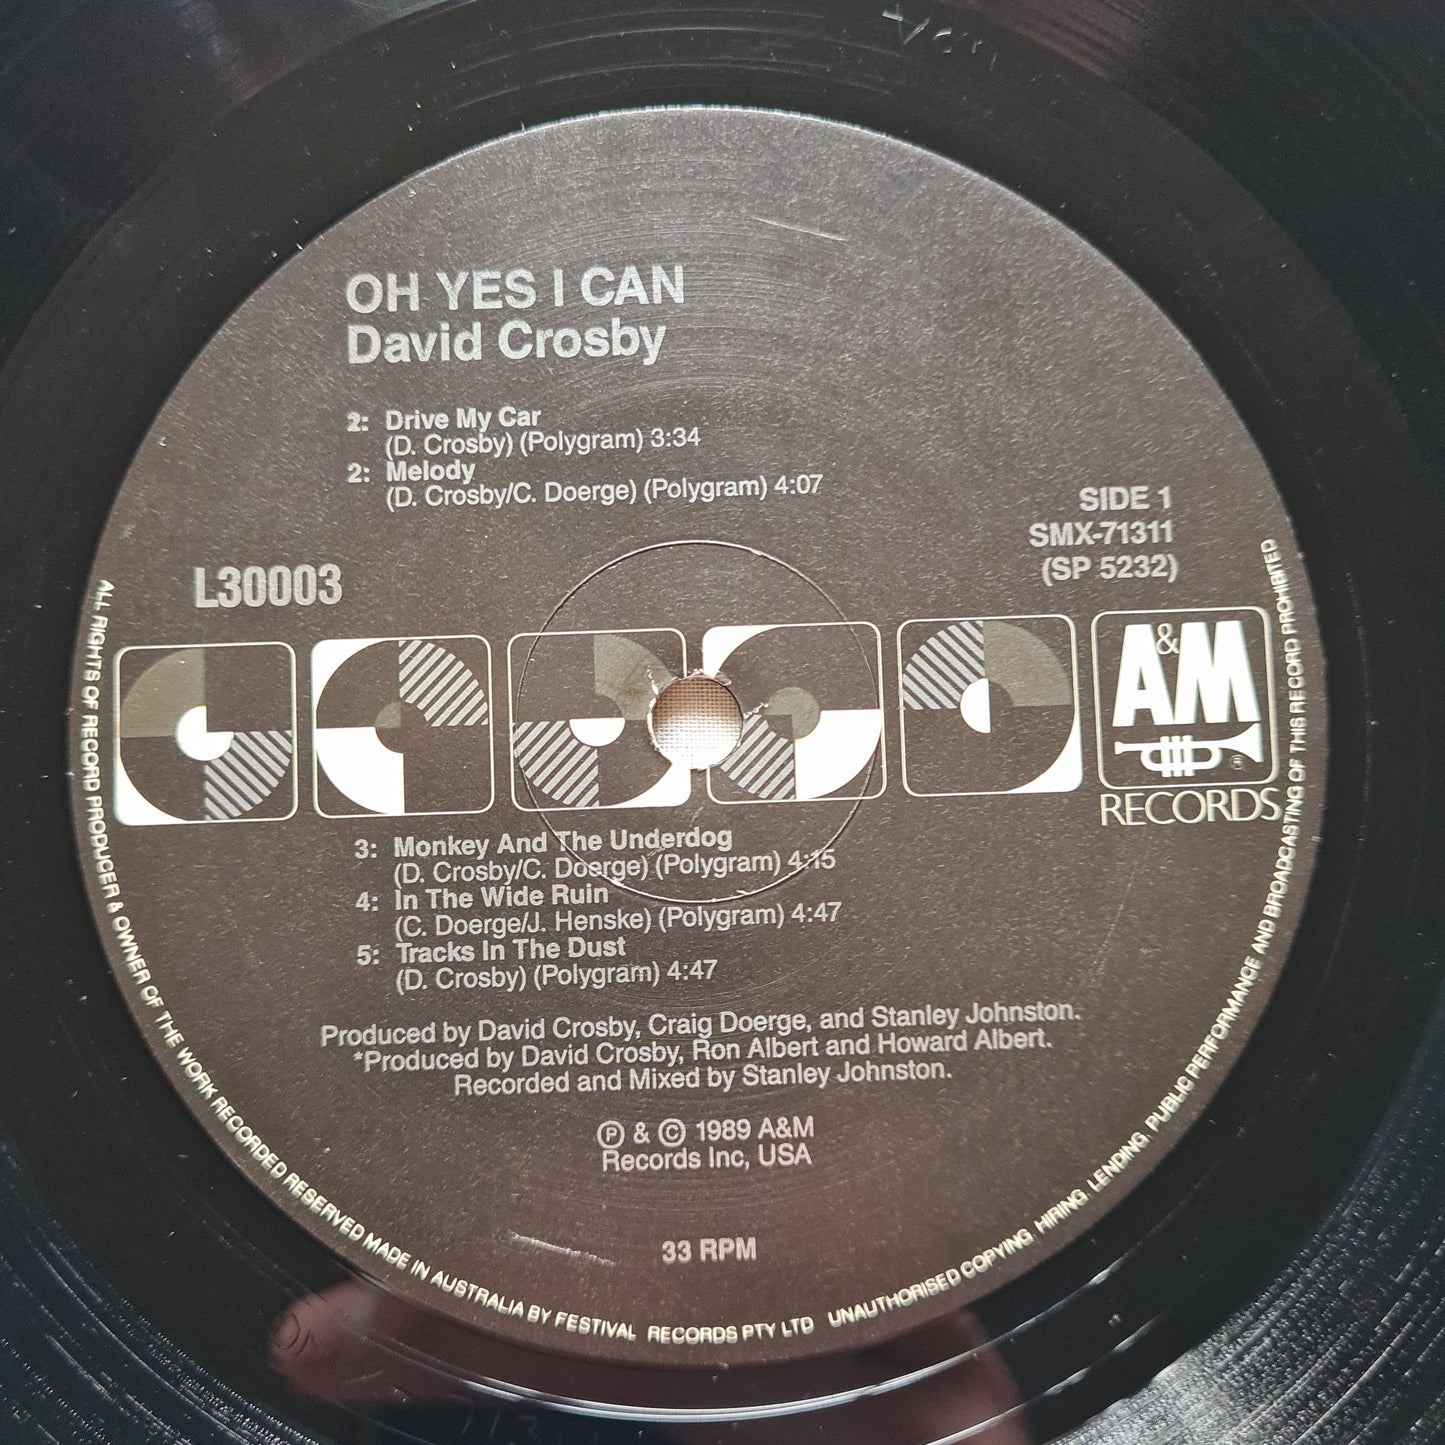 OH YES I CAN
David Crosby
2: Drive My Car
(D. Crosby) (Polygram) 3:34
2: Melody
(D. Crosby/C. Doerge) (Polygram) 4:07
SIDE 1
SMX-71311
(SP 5232)
L30003
A&M
®
RECORDS
3: Monkey And The Underdog
(D. Crosby/C. Doerge) (Polygram) 4:15
4: In The Wide Ruin
(C. Doerge/J. Henske) (Polygram) 4:47
5: Tracks In The Dust
(D. Crosby) (Polygram) 4:47
Produced by David Crosby, Craig Doerge, and Stanley Johnston.
*Produced by David Crosby, Ron Albert and Howard Albert.
Recorded and Mixed by Stanley Johnston.
Ⓟ & © 1989 A&M
Records Inc, USA
33 RPM
ALL RIGHTS OF RECORD PRODUCER & OWNER OF THE WORK RECORDED RESERVED MADE IN AUSTRALIA BY FESTIVAL RECORDS PTY LTD UNAUTHORISED COPYING HIRING LENDING PUBLIC PERFORMANCE AND BROADCASTING OF THIS RECORD PROHIBITED